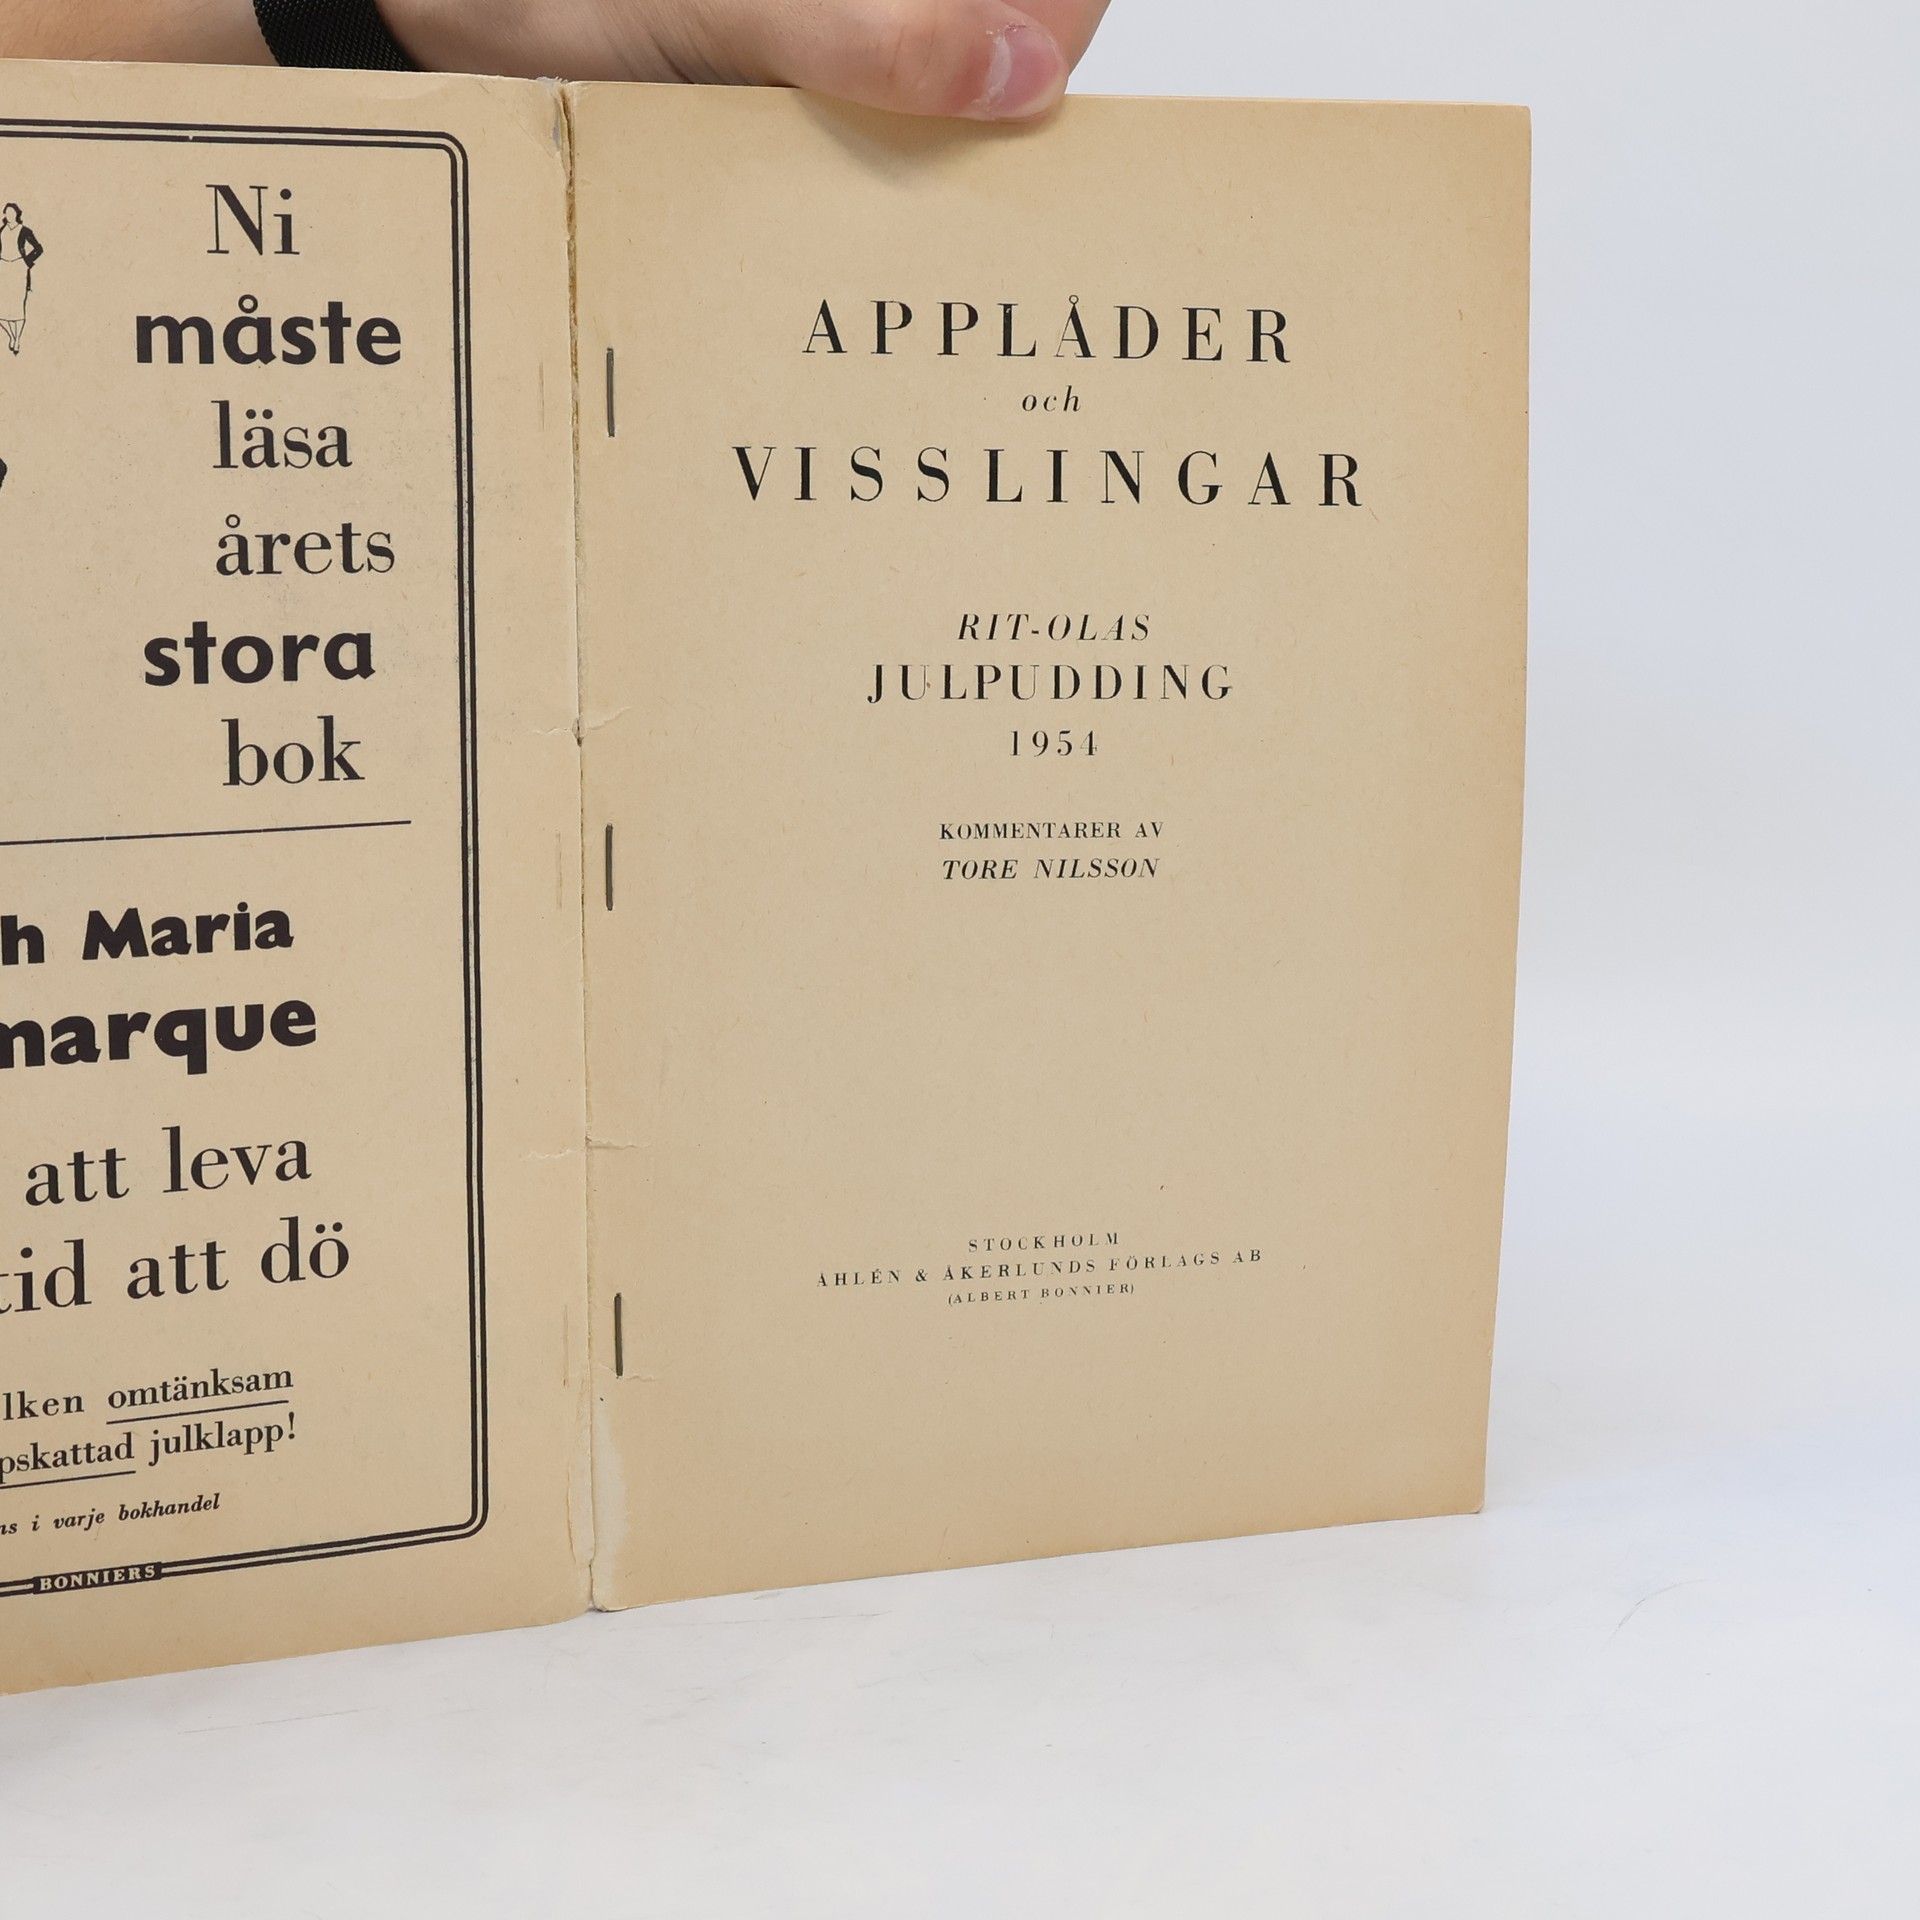 Ni
måste
läsa
årets
stora
bok
h Maria
marque
att leva
tid att dö
lken omtänksam
pskattad julklapp!
ns i varje bokhandel
BONNIERS
APPLÅDER
och
VISSLINGAR
RIT-OLAS
JULPUDDING
1954
KOMMENTARER AV
TORE NILSSON
STOCKHOLM
ÅHLÉN & ÅKERLUNDS FÖRLAGS AB
(ALBERT BONNIER)